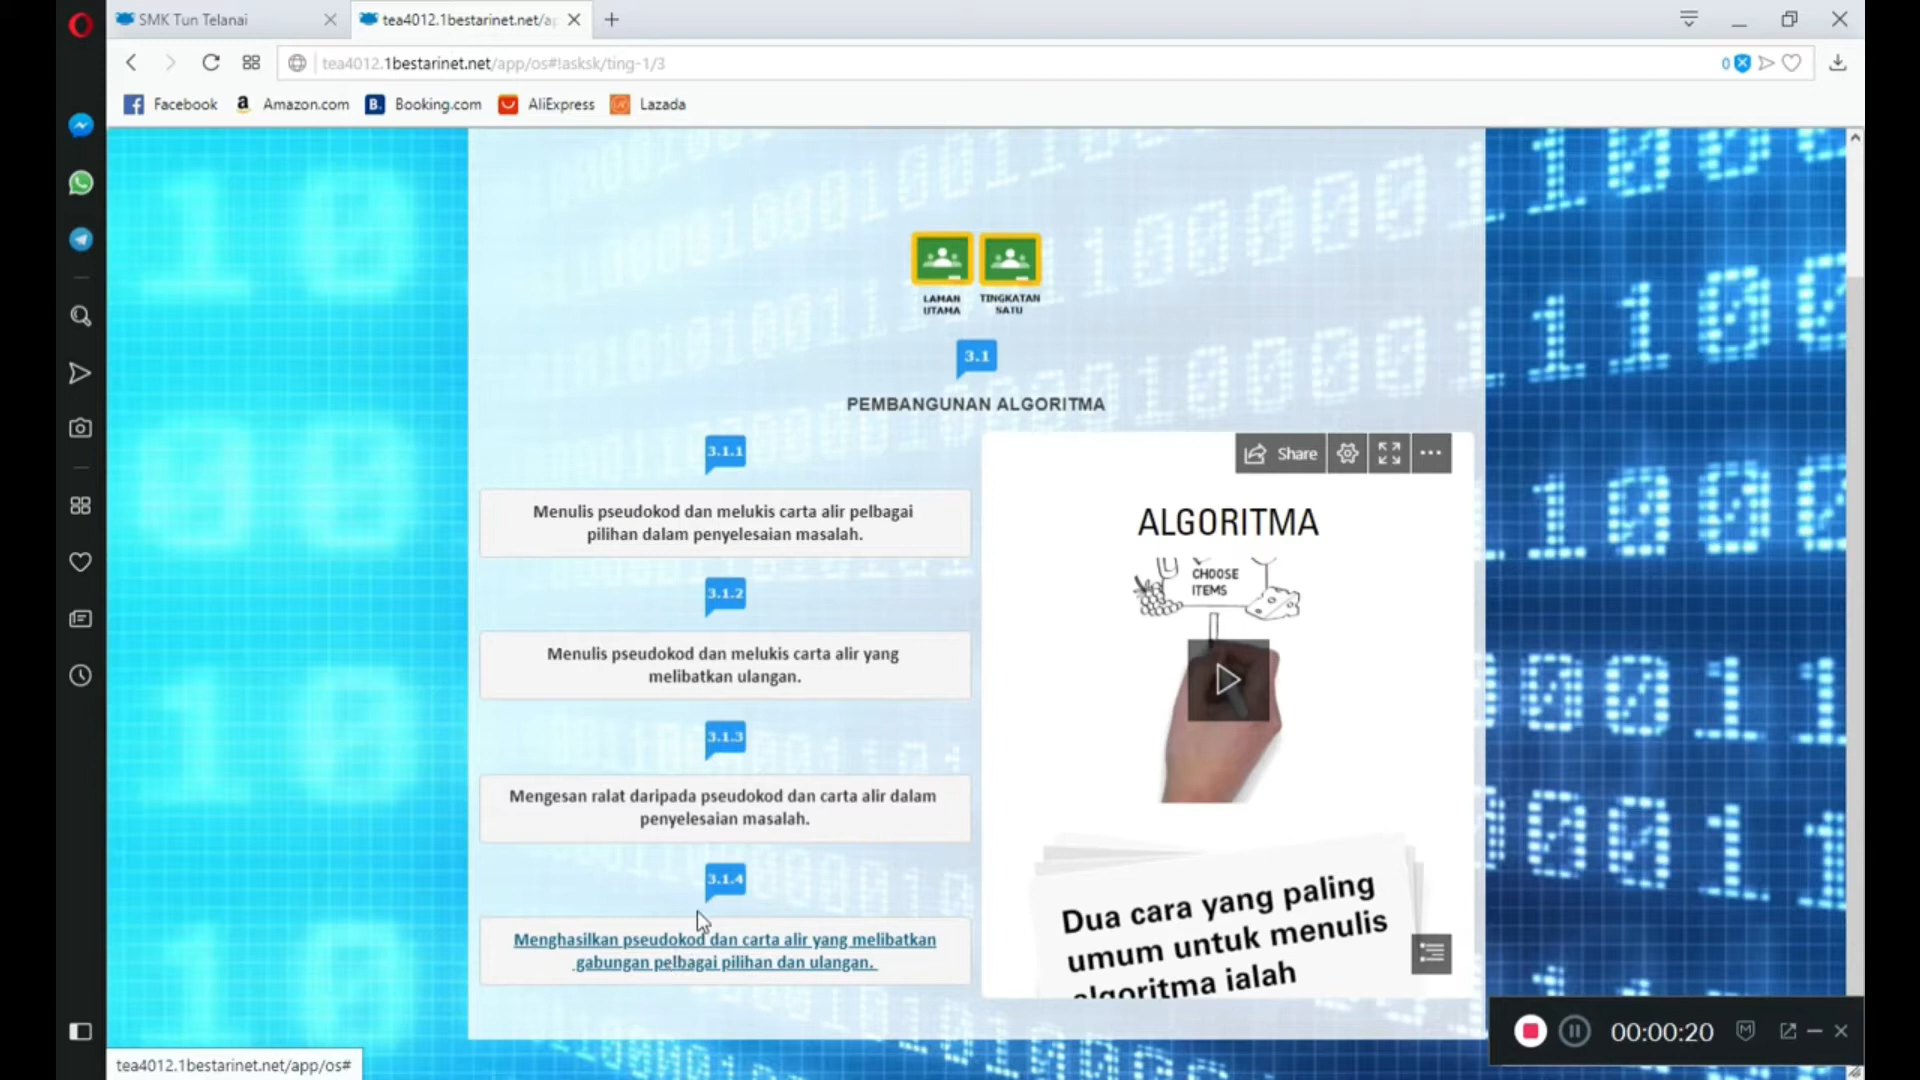 SMK Tun Telanai
tea4012.1bestarinet.net/ap
tea4012.1bestarinet.net/app/os#!asksk/ting-1/3
0
Facebook
a Amazon.com
B. Booking.com
AliExpress
Lazada
LAMAN
UTAMA
TINGKATAN
SATU
3.1
PEMBANGUNAN ALGORITMA
3.1.1
Menulis pseudokod dan melukis carta alir pelbagai
pilihan dalam penyelesaian masalah.
3.1.2
Menulis pseudokod dan melukis carta alir yang
melibatkan ulangan.
3.1.3
Mengesan ralat daripada pseudokod dan carta alir dalam
penyelesaian masalah.
3.1.4
Menghasilkan pseudokod dan carta alir yang melibatkan
gabungan pelbagai pilihan dan ulangan.
Share
ALGORITMA
CHOOSE
ITEMS
Dua cara yang paling
umum untuk menulis
algoritma ialah
00:00:20
tea4012.1bestarinet.net/app/os#